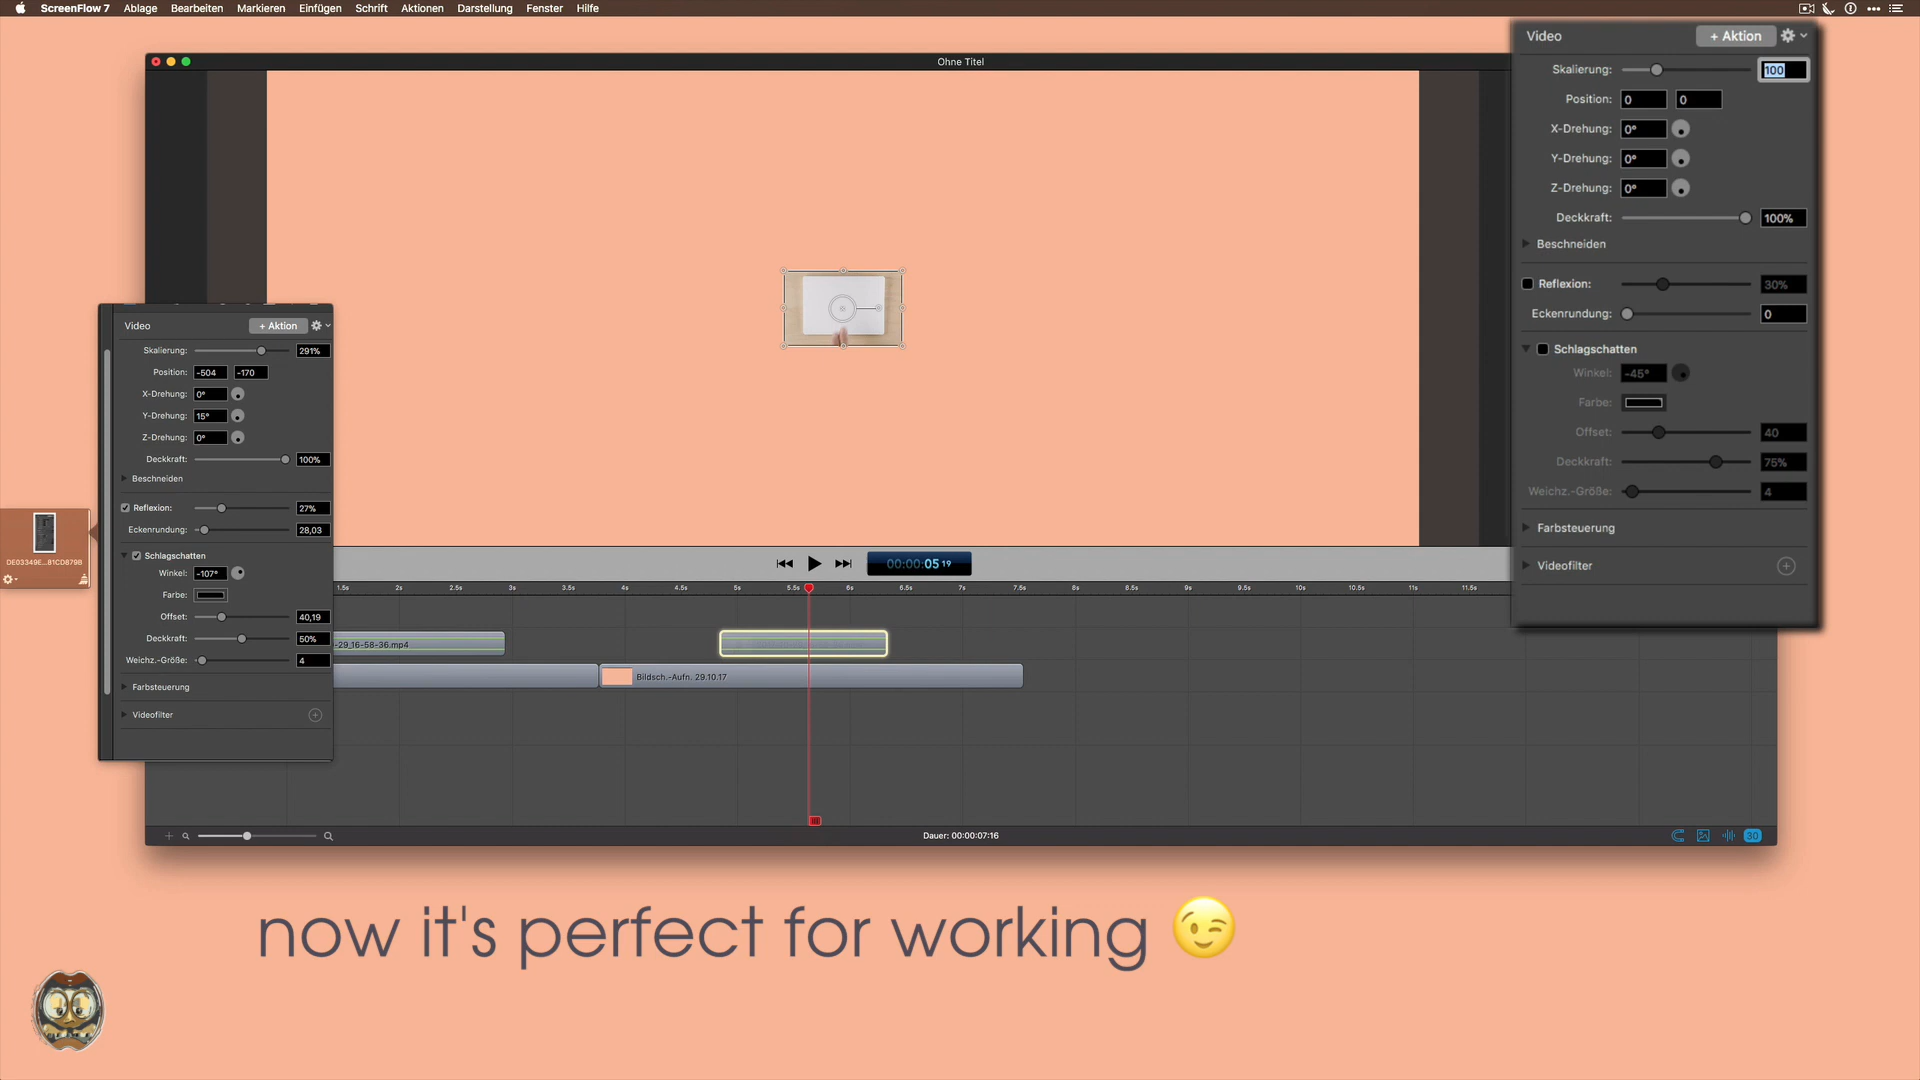 ScreenFlow 7 Ablage Bearbeiten Markieren Einfügen Schrift Aktionen Darstellung Fenster Hilfe
Ohne Titel
Video + Aktion
Skalierung: 100
Position: 0 0
X-Drehung: 0°
Y-Drehung: 0°
Z-Drehung: 0°
Deckkraft: 100%
Beschneiden
Reflexion: 30%
Eckenrundung: 0
Schlagschatten
Winkel: -45°
Farbe:
Offset: 40
Deckkraft: 75%
Weichz.-Größe: 4
Farbsteuerung
Videofilter
Video + Aktion
Skalierung: 291%
Position: -504 -170
X-Drehung: 0°
Y-Drehung: 15°
Z-Drehung: 0°
Deckkraft: 100%
Beschneiden
Reflexion: 27%
Eckenrundung: 28,03
Schlagschatten
Winkel: -107°
Farbe:
Offset: 40,19
Deckkraft: 50%
Weichz.-Größe: 4
Farbsteuerung
Videofilter
DE03349E...81CD8798
00:00:05 19
1.5s 2s 2.5s 3s 3.5s 4s 4.5s 5s 5.5s 6s 6.5s 7s 7.5s 8s 8.5s 9s 9.5s 10s 10.5s 11s 11.5s
-29_16-58-36.mp4
Bildsch.-Aufn. 29.10.17
Dauer: 00:00:07:16
30
now it's perfect for working 😉